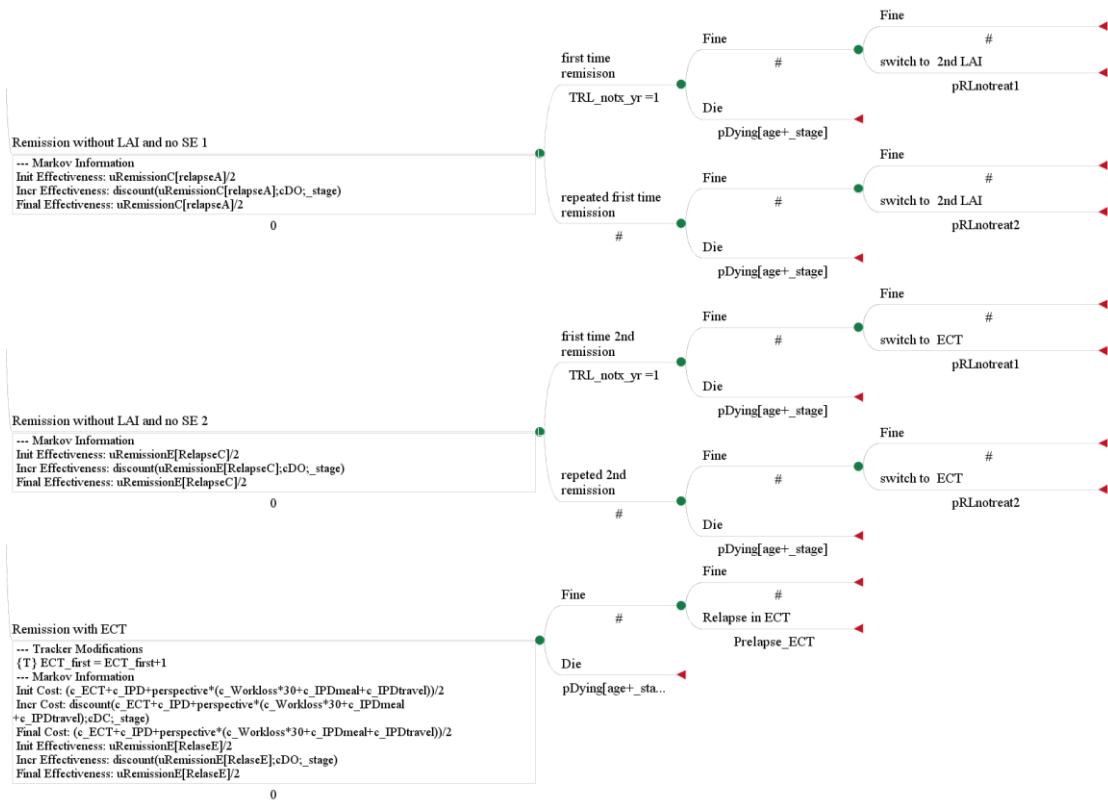 Remission without LAI and no SE 1
--- Markov Information
Init Effectiveness: uRemissionC[relapseA]/2
Incr Effectiveness: discount(uRemissionC[relapseA];cDO;_stage)
Final Effectiveness: uRemissionC[relapseA]/2
0
first time
remisison
TRL_notx_yr =1
Fine
#
Fine
#
switch to 2nd LAI
pRLnotreat1
Die
pDying[age+_stage]
repeated frist time
remission
#
Fine
#
Fine
#
switch to 2nd LAI
pRLnotreat2
Die
pDying[age+_stage]
Remission without LAI and no SE 2
--- Markov Information
Init Effectiveness: uRemissionE[RelapseC]/2
Incr Effectiveness: discount(uRemissionE[RelapseC];cDO;_stage)
Final Effectiveness: uRemissionE[RelapseC]/2
0
frist time 2nd
remission
TRL_notx_yr =1
Fine
#
Fine
#
switch to ECT
pRLnotreat1
Die
pDying[age+_stage]
repeted 2nd
remission
#
Fine
#
Fine
#
switch to ECT
pRLnotreat2
Die
pDying[age+_stage]
Remission with ECT
--- Tracker Modifications
{T} ECT_first = ECT_first+1
--- Markov Information
Init Cost: (c_ECT+c_IPD+perspective*(c_Workloss*30+c_IPDmeal+c_IPDtravel))/2
Incr Cost: discount(c_ECT+c_IPD+perspective*(c_Workloss*30+c_IPDmeal
+c_IPDtravel);cDC;_stage)
Final Cost: (c_ECT+c_IPD+perspective*(c_Workloss*30+c_IPDmeal+c_IPDtravel))/2
Init Effectiveness: uRemissionE[RelaseE]/2
Incr Effectiveness: discount(uRemissionE[RelaseE];cDO;_stage)
Final Effectiveness: uRemissionE[RelaseE]/2
0
Fine
#
Fine
#
Relapse in ECT
Prelapse_ECT
Die
pDying[age+_sta...